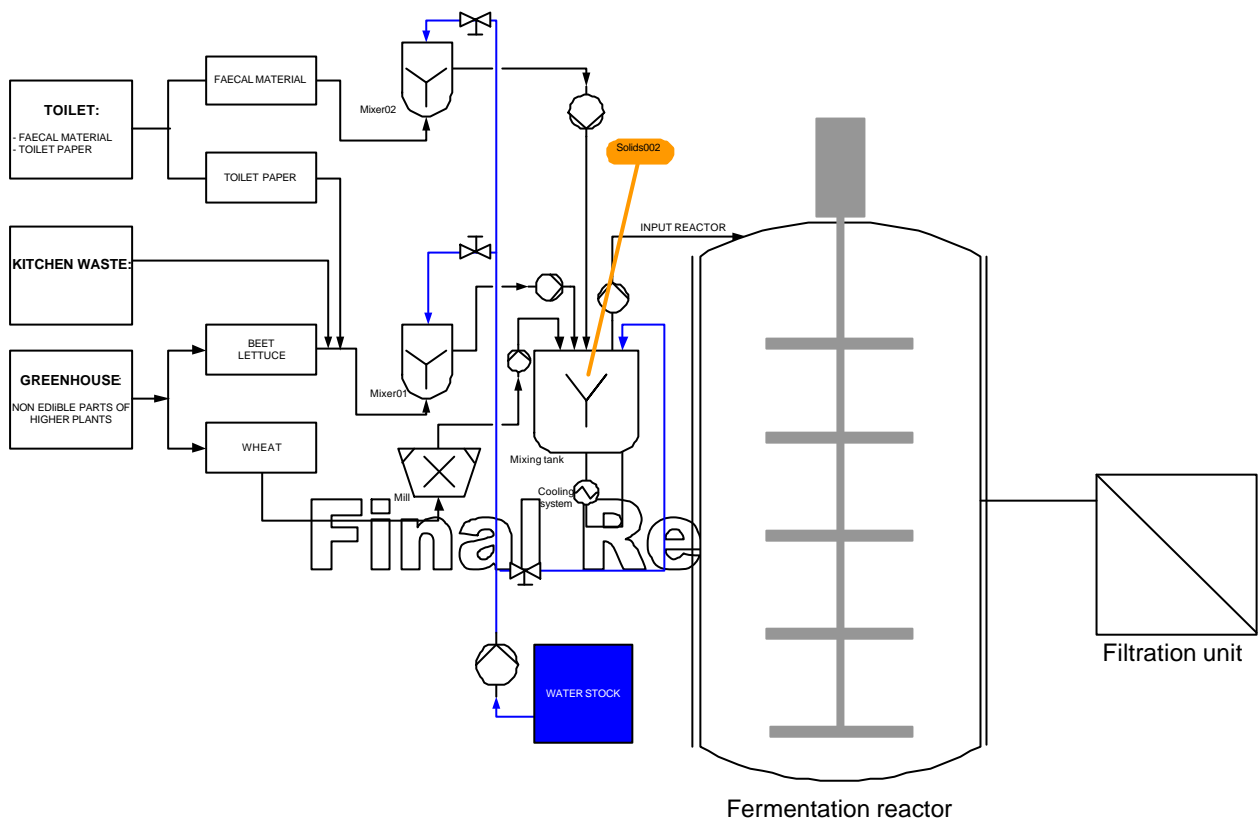 TOILET:
- FAECAL MATERIAL
- TOILET PAPER
FAECAL MATERIAL
TOILET PAPER
Mixer02
Solids002
INPUT REACTOR
KITCHEN WASTE:
BEET
LETTUCE
GREENHOUSE:
NON EDIiBLE PARTS OF
HIGHER PLANTS
WHEAT
Mixer01
Mill
Mixing tank
Cooling
system
Final Re
WATER STOCK
Filtration unit
Fermentation reactor